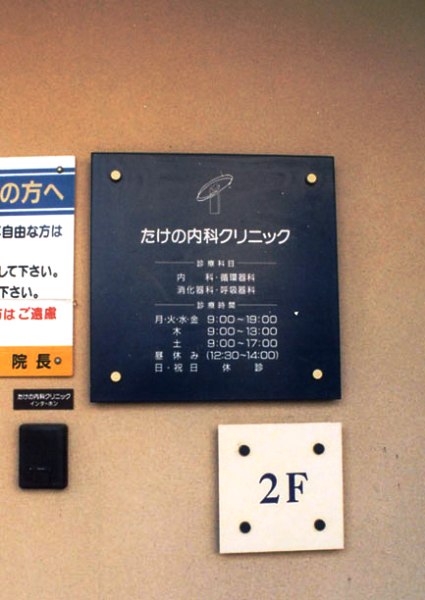 の方へ
自由な方は
して下さい。
下さい。
はご遠慮
院長
たけの内科クリニック
インターホン
たけの内科クリニック
診療科目
内 科・循環器科
消化器科・呼吸器科
診療時間
月・火・水・金 9:00~19:00
木 9:00~13:00
土 9:00~17:00
昼休み (12:30~14:00)
日・祝日 休診
2F